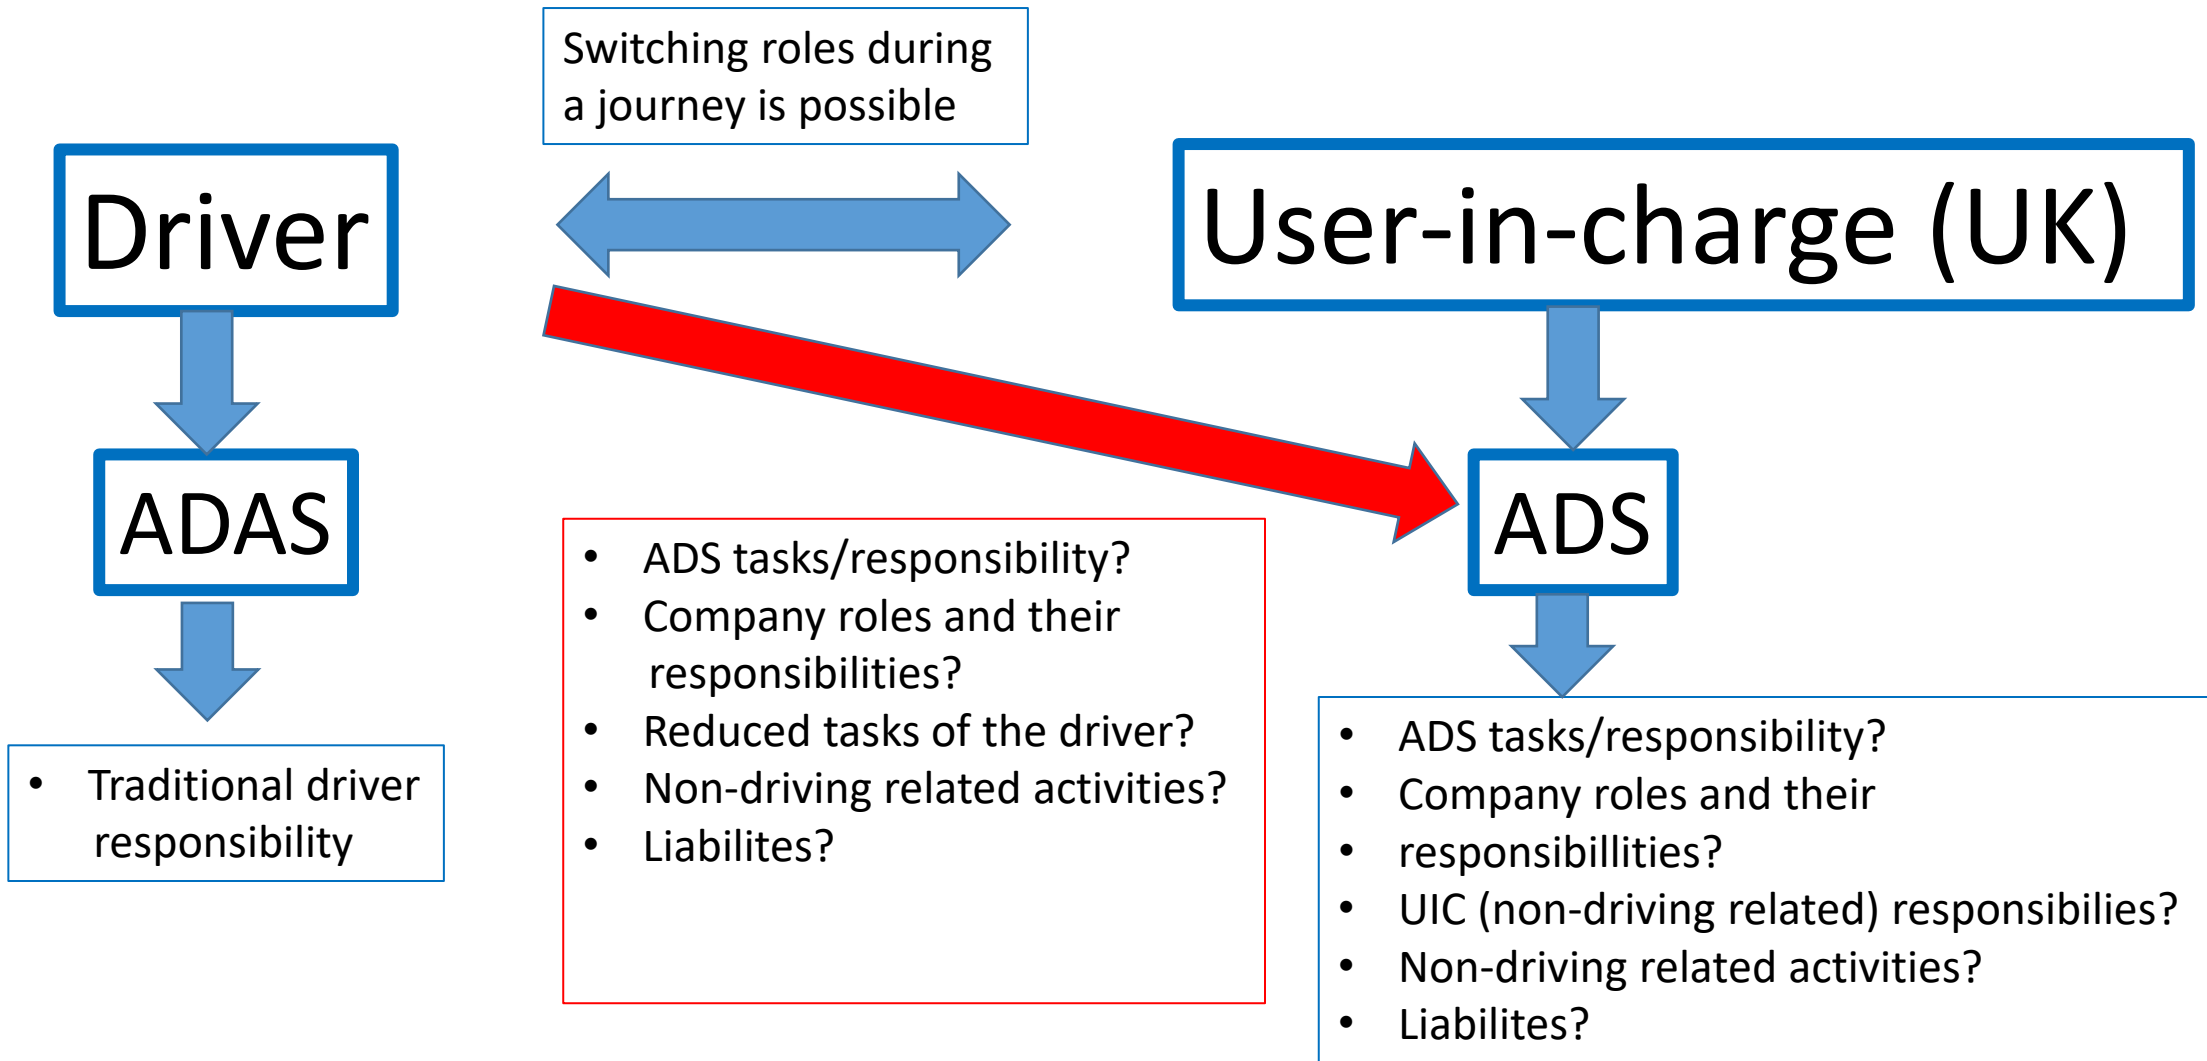 Switching roles during
a journey is possible
Driver
User-in-charge (UK)
ADAS
ADS
• Traditional driver
responsibility
• ADS tasks/responsibility?
• Company roles and their
responsibilities?
• Reduced tasks of the driver?
• Non-driving related activities?
• Liabilites?
• ADS tasks/responsibility?
• Company roles and their
• responsibillities?
• UIC (non-driving related) responsibilies?
• Non-driving related activities?
• Liabilites?